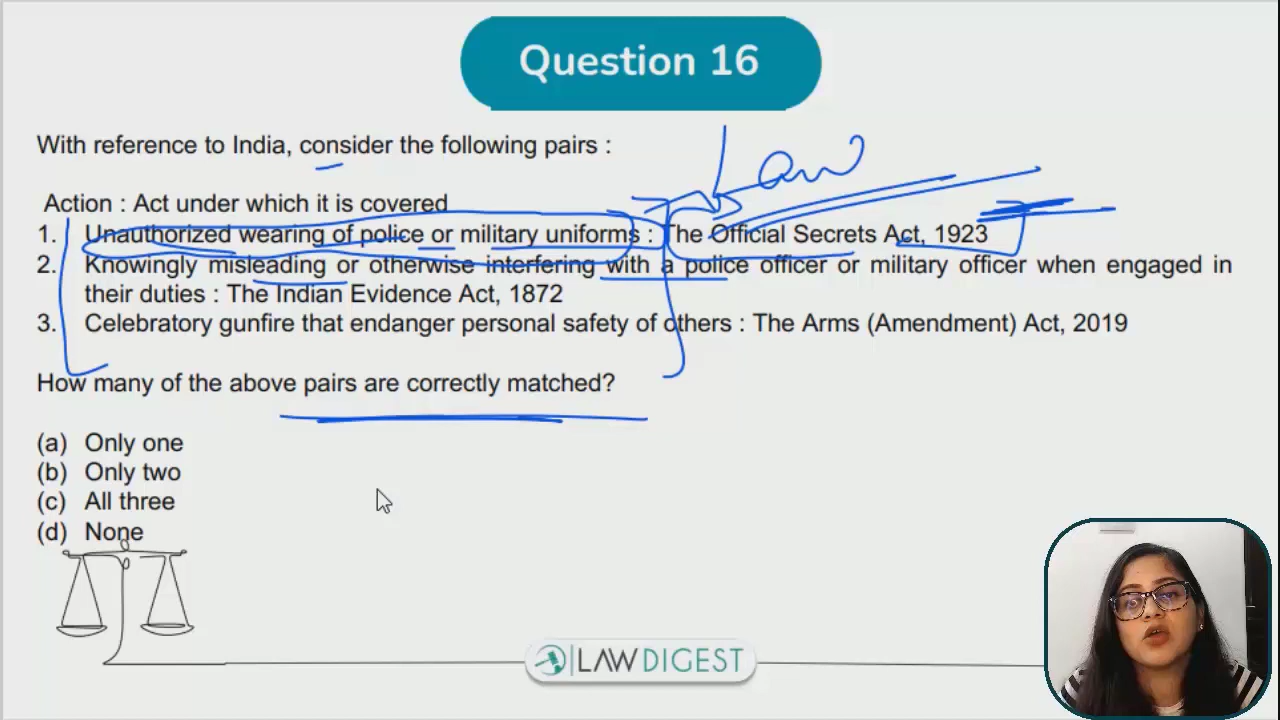 Question 16
With reference to India, consider the following pairs :
Law
Action : Act under which it is covered
1. Unauthorized wearing of police or military uniforms : The Official Secrets Act, 1923
2. Knowingly misleading or otherwise interfering with a police officer or military officer when engaged in
their duties : The Indian Evidence Act, 1872
3. Celebratory gunfire that endanger personal safety of others : The Arms (Amendment) Act, 2019
How many of the above pairs are correctly matched?
(a) Only one
(b) Only two
(c) All three
(d) None
LAWDIGEST